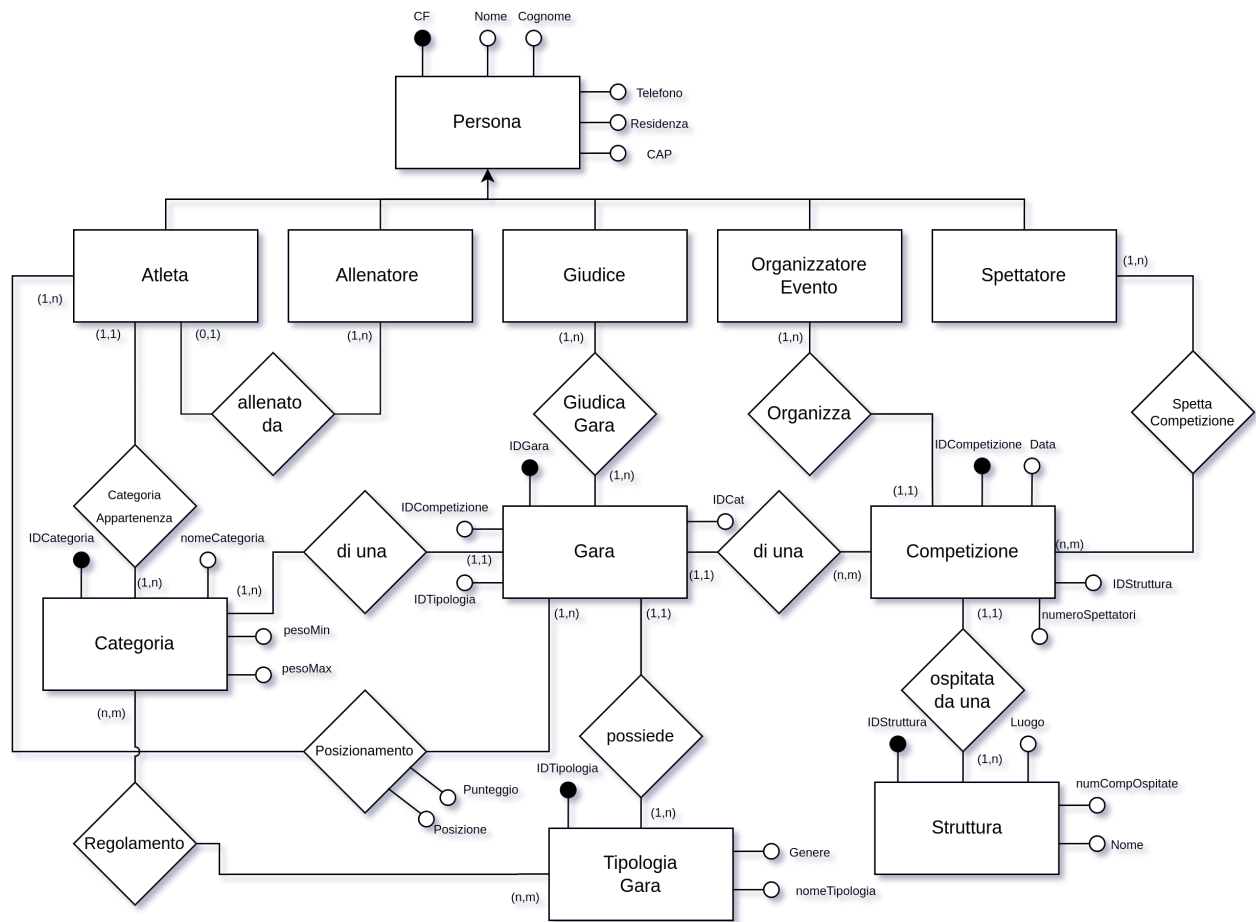 CF
Nome
Cognome
Persona
Telefono
Residenza
CAP
Atleta
Allenatore
Giudice
Organizzatore
Evento
Spettatore
(1,n)
(1,n)
(1,1)
(0,1)
(1,n)
(1,n)
(1,n)
allenato
da
Giudica
Gara
Organizza
Spetta
Competizione
IDGara
(1,n)
IDCompetizione
Data
Categoria
Appartenenza
IDCompetizione
IDCat
(1,1)
IDCategoria
nomeCategoria
di una
Gara
di una
Competizione
(n,m)
(1,1)
(1,1)
(n,m)
(1,n)
(1,n)
IDTipologia
IDStruttura
(1,n)
(1,1)
(1,1)
numeroSpettatori
Categoria
pesoMin
pesoMax
ospitata
da una
(n,m)
Posizionamento
possiede
IDStruttura
Luogo
(1,n)
IDTipologia
Punteggio
Posizione
numCompOspitate
(1,n)
Struttura
Nome
Regolamento
Tipologia
Gara
Genere
nomeTipologia
(n,m)